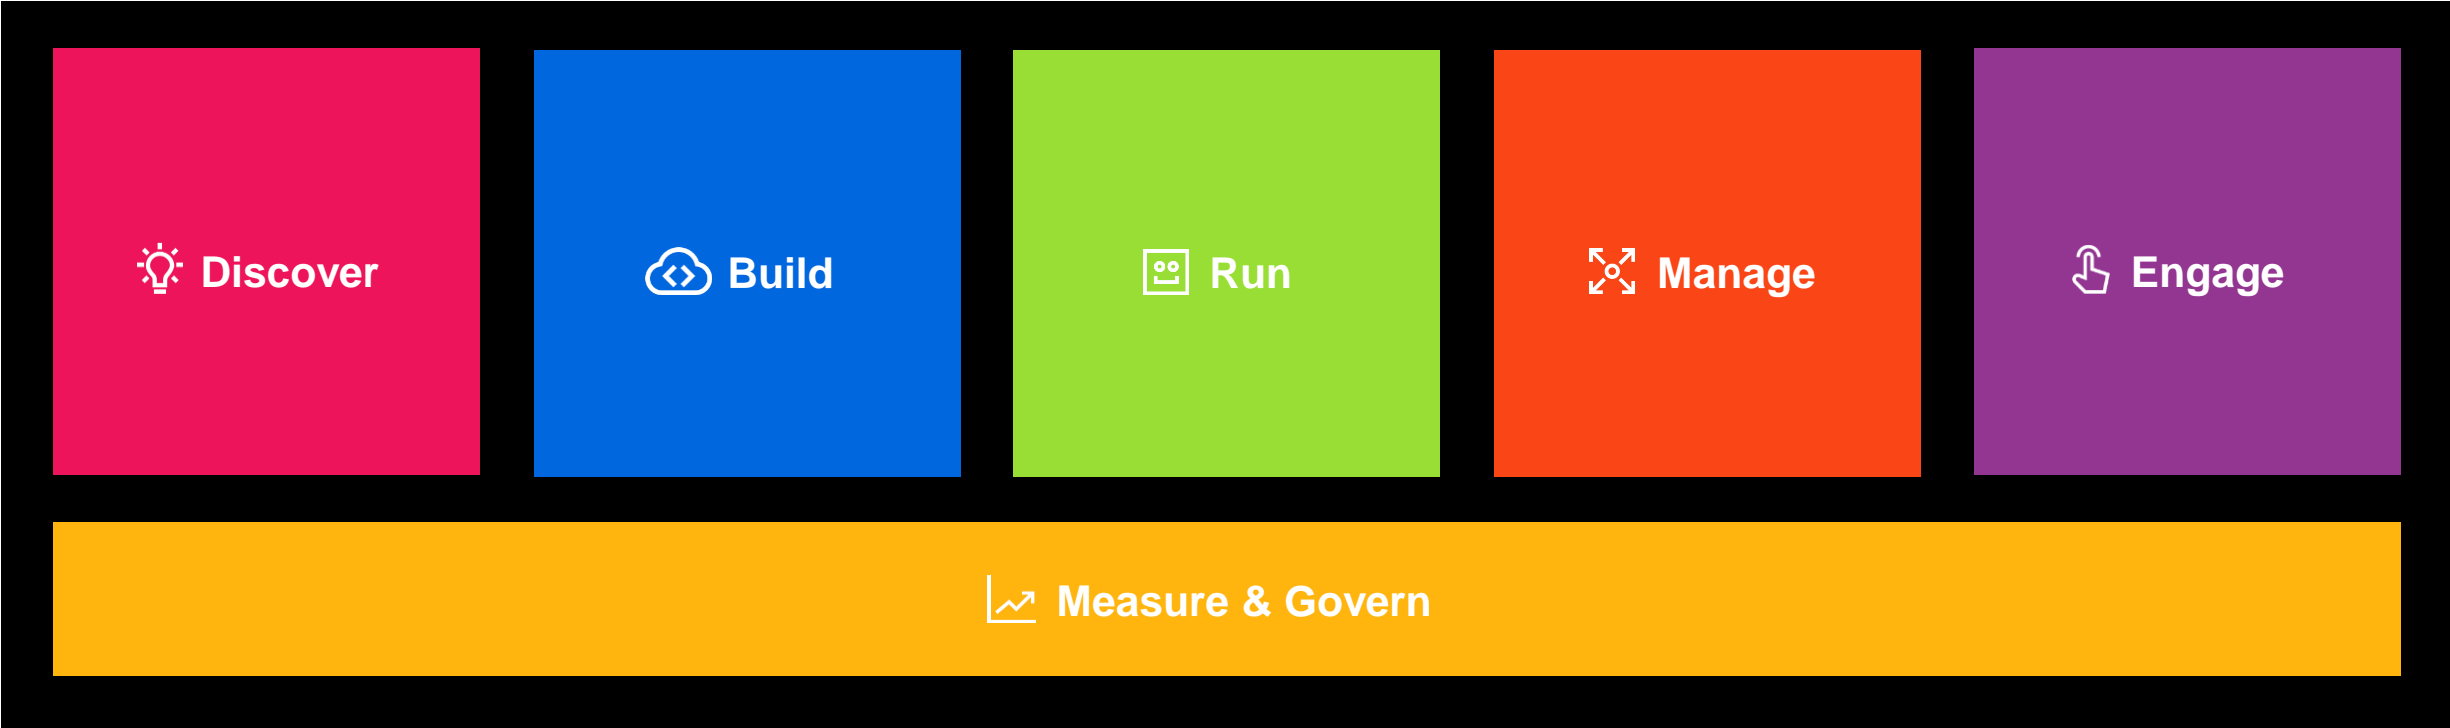 Discover
Build
Run
Manage
Engage
Measure & Govern